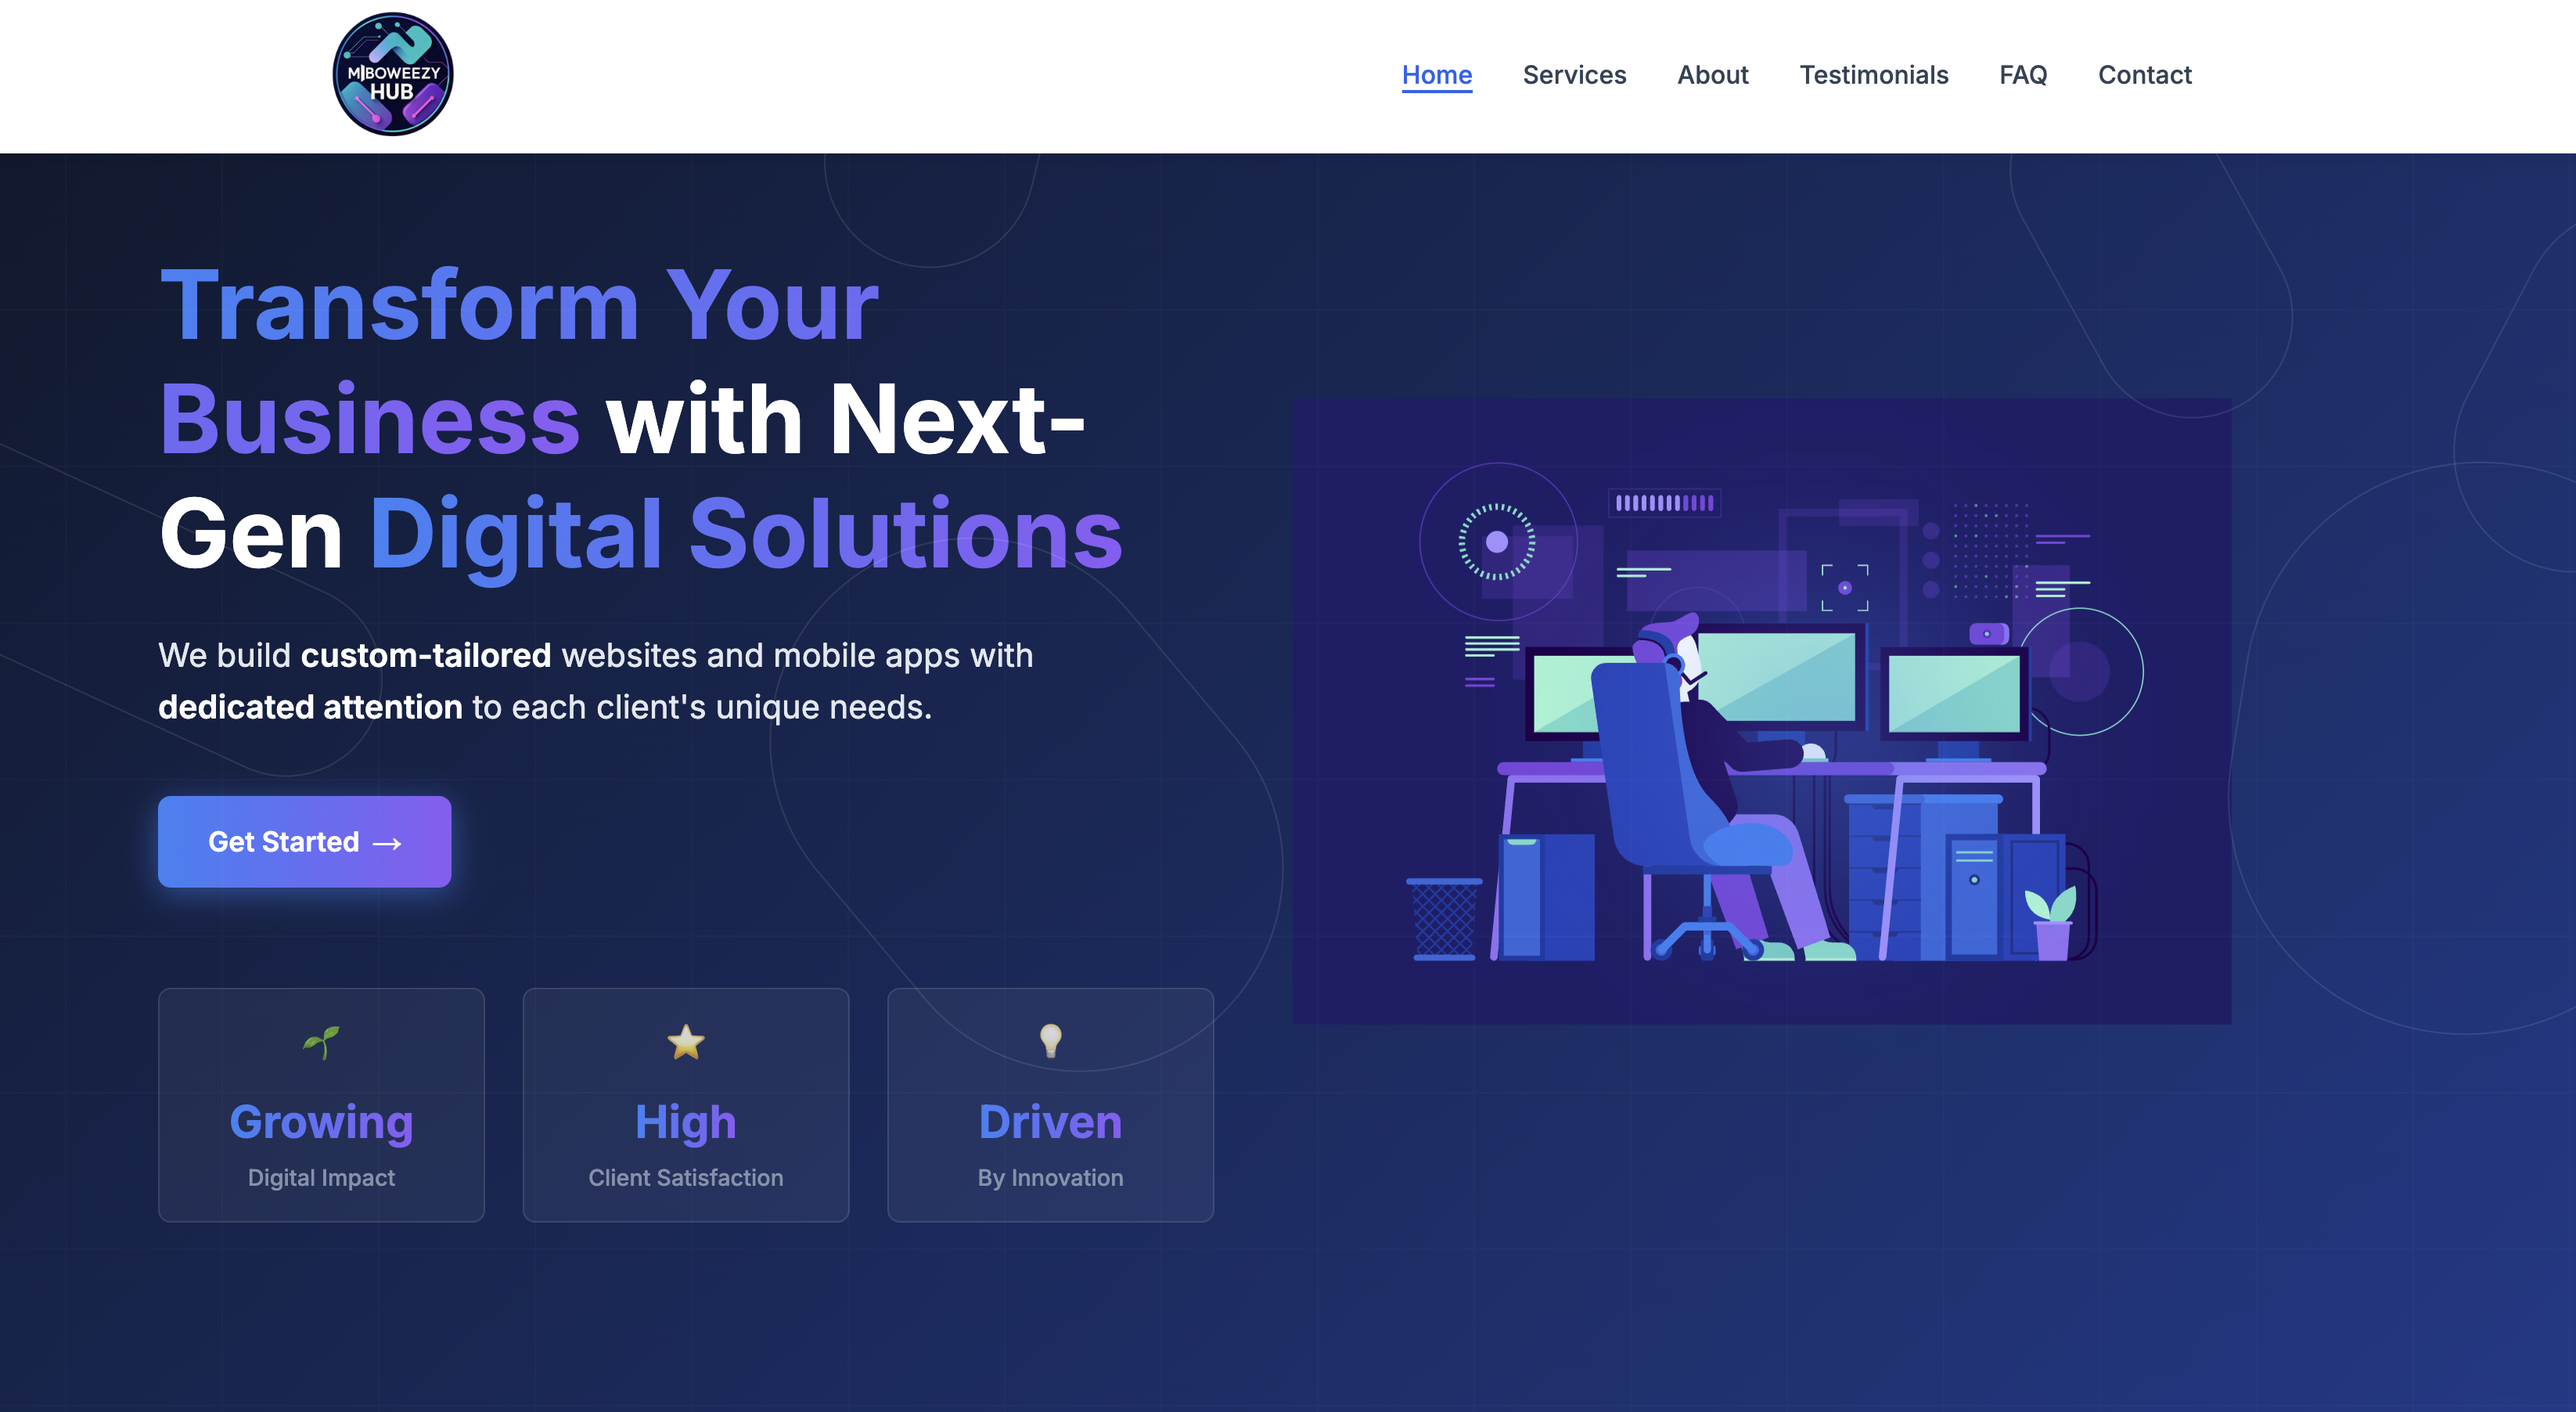 MIBOWEEZY
HUB
Home
Services
About
Testimonials
FAQ
Contact
Transform Your
Business with Next-
Gen Digital Solutions
We build custom-tailored websites and mobile apps with
dedicated attention to each client's unique needs.
Get Started →
Growing
Digital Impact
High
Client Satisfaction
Driven
By Innovation